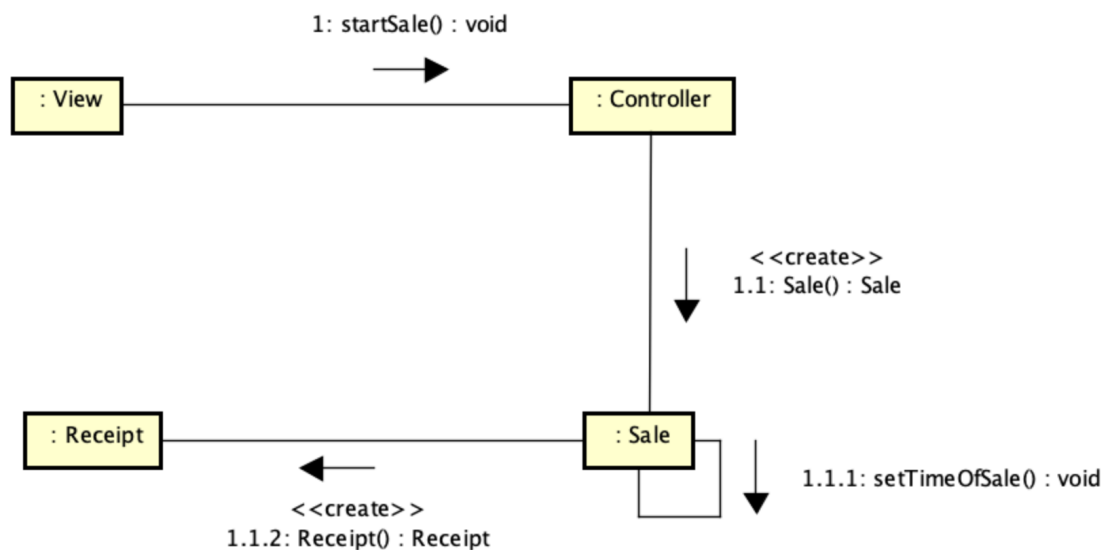 1: startSale() : void
: View
: Controller
<<create>>
1.1: Sale() : Sale
: Receipt
: Sale
1.1.1: setTimeOfSale() : void
<<create>>
1.1.2: Receipt() : Receipt